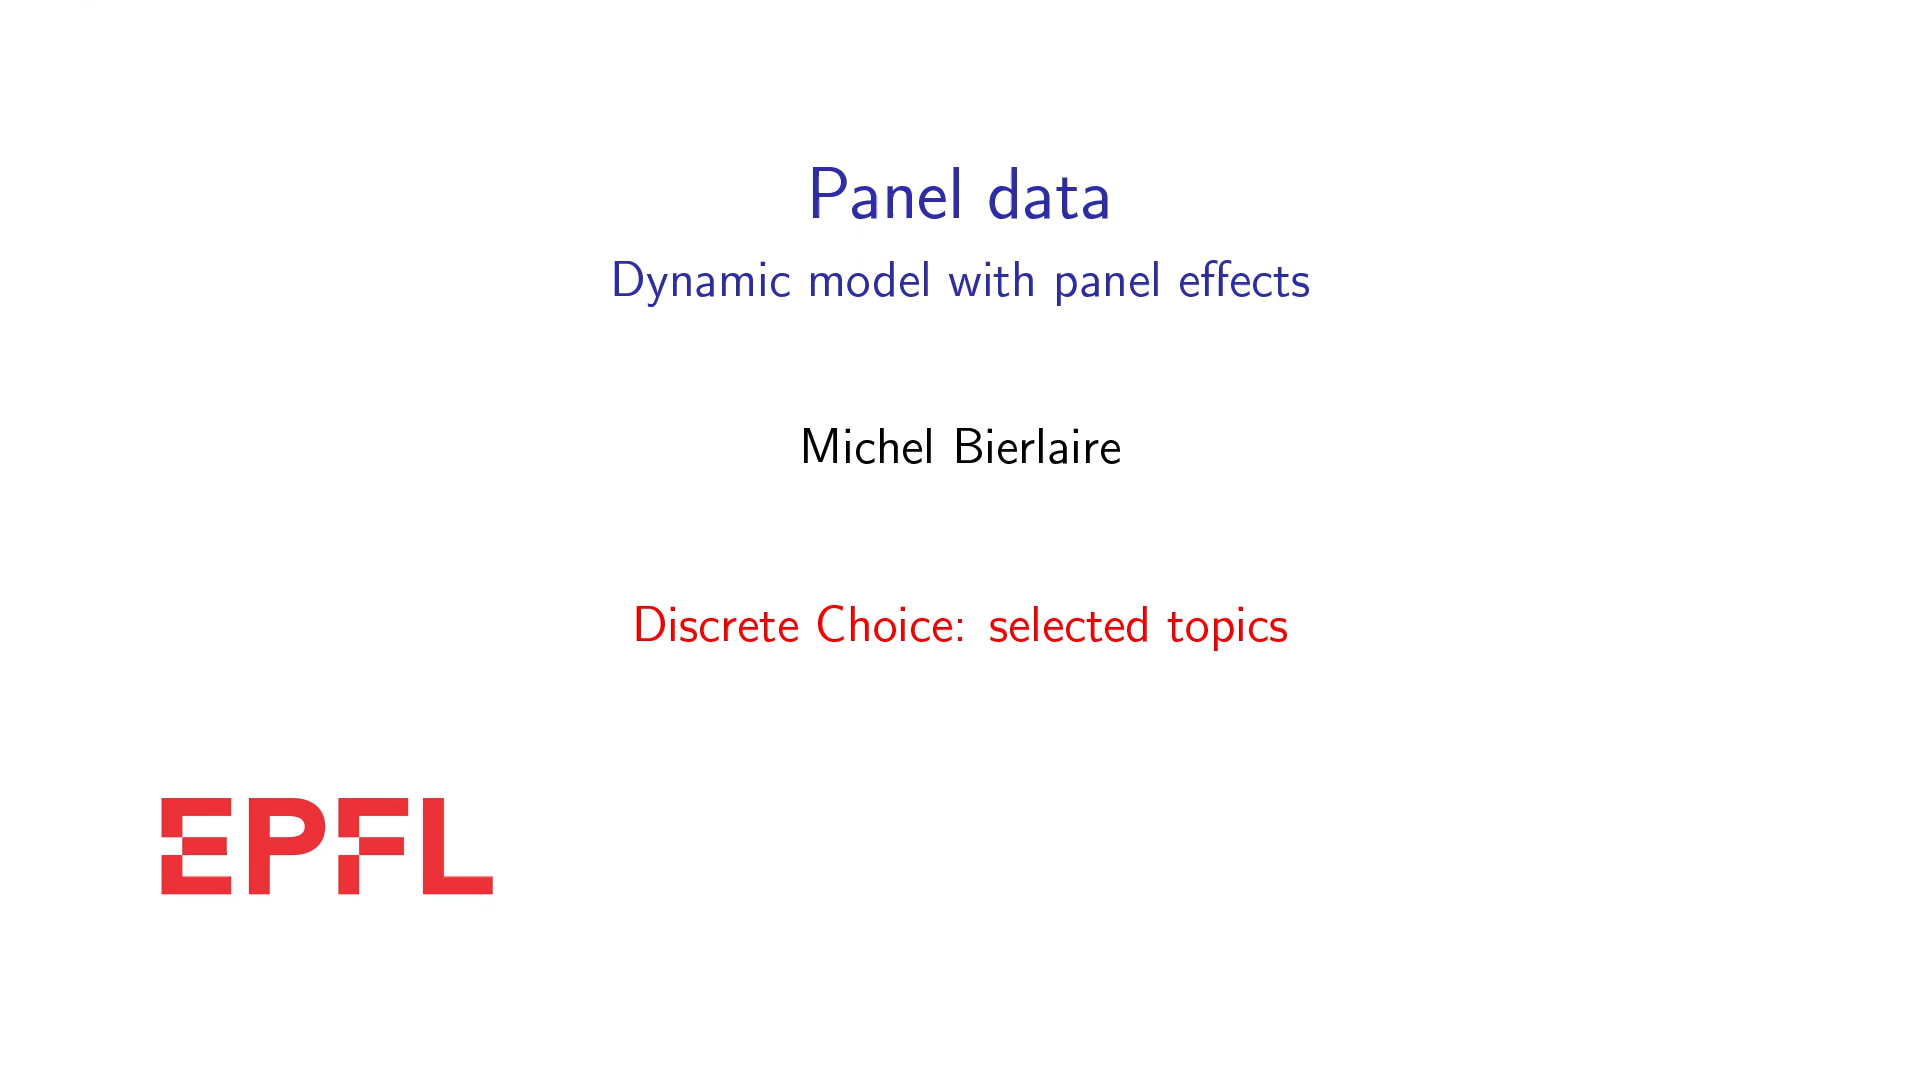 Panel data
Dynamic model with panel effects
Michel Bierlaire
Discrete Choice: selected topics
EPFL